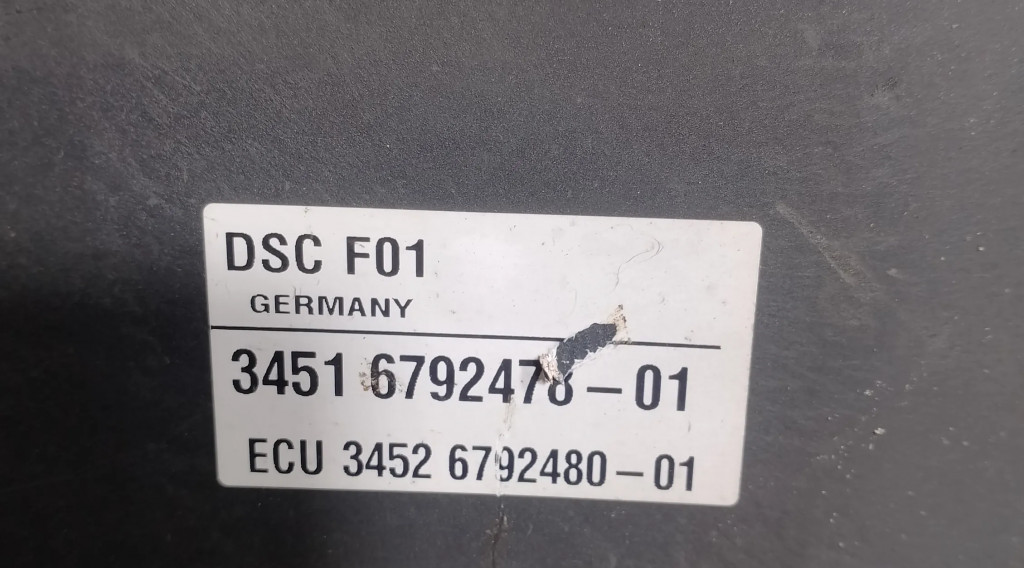 DSC F01
GERMANY
3451 6792478-01
ECU 3452 6792480-01